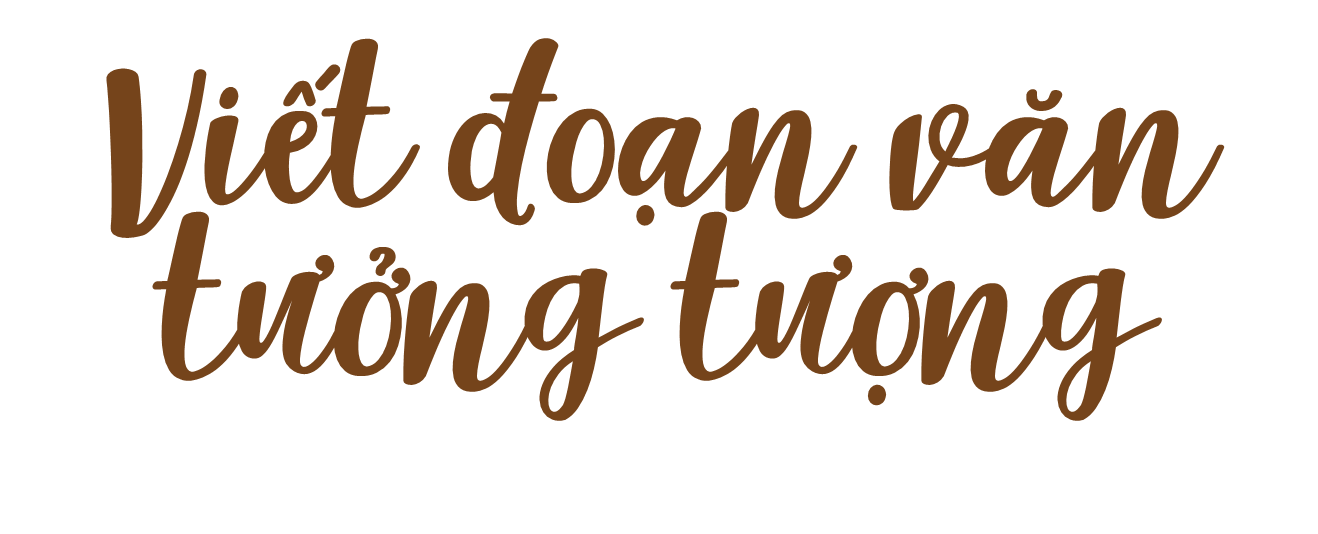 Viết đoạn văn
tưởng tượng